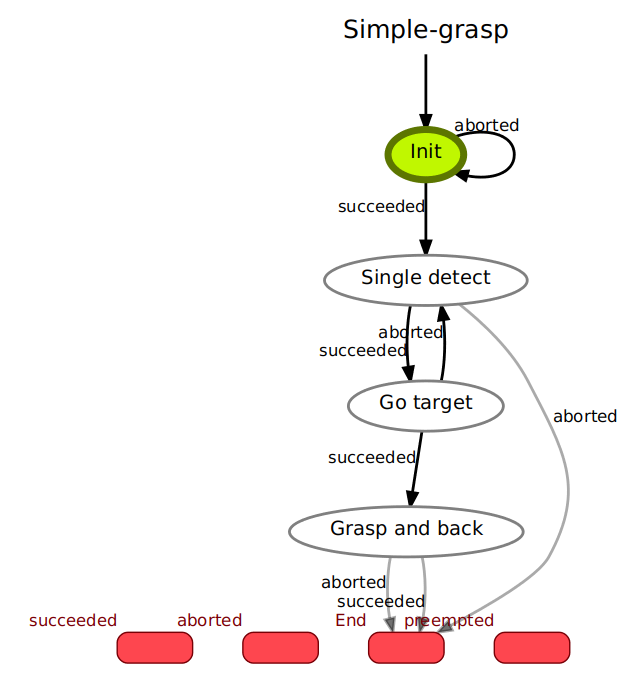 Simple-grasp
aborted
Init
succeeded
Single detect
aborted
succeeded
Go target
aborted
succeeded
Grasp and back
aborted
succeeded
succeeded aborted End preempted